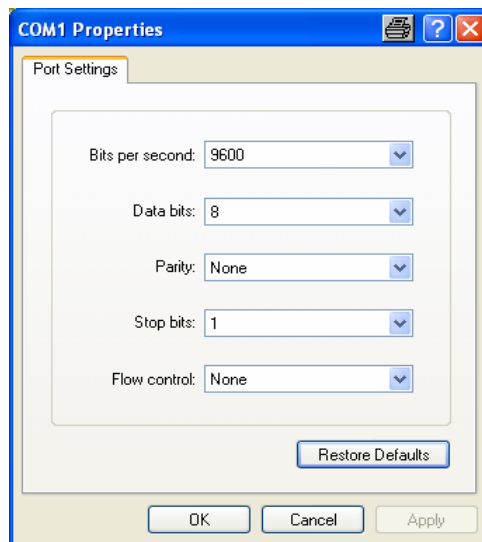 COM1 Properties
?
Port Settings
Bits per second: 9600
Data bits: 8
Parity: None
Stop bits: 1
Flow control: None
Restore Defaults
OK Cancel Apply